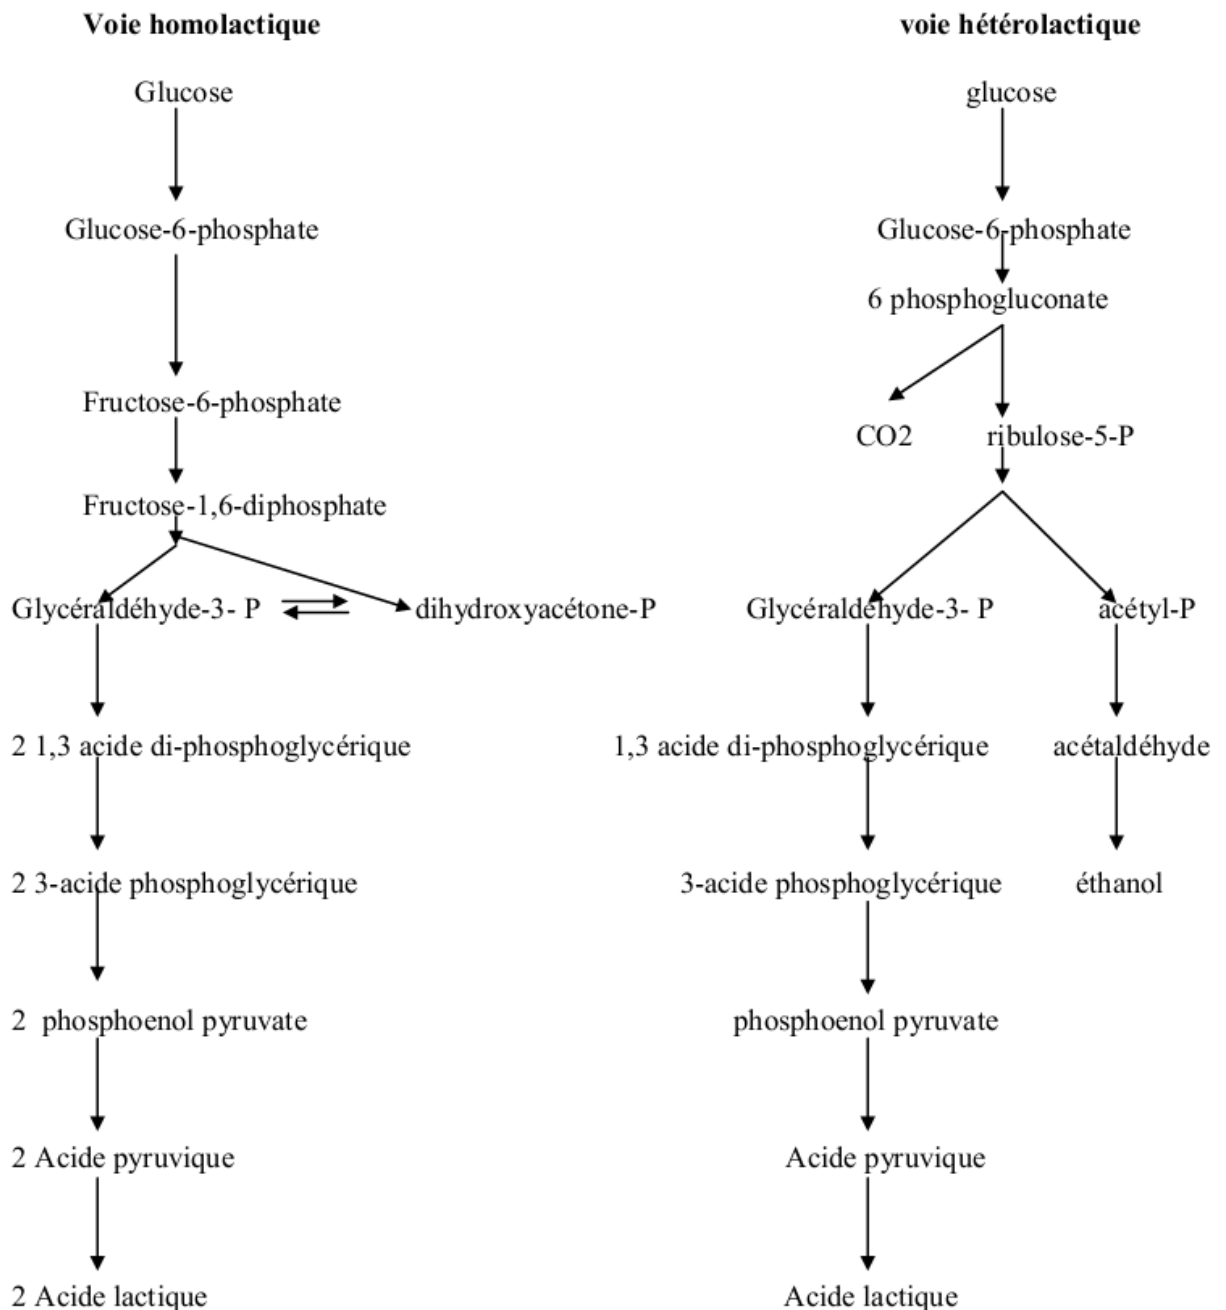 Voie homolactique
voie hétérolactique
Glucose
glucose
Glucose-6-phosphate
Glucose-6-phosphate
6 phosphogluconate
Fructose-6-phosphate
CO2
ribulose-5-P
Fructose-1,6-diphosphate
Glycéraldéhyde-3- P
dihydroxyacétone-P
Glycéraldéhyde-3- P
acétyl-P
2 1,3 acide di-phosphoglycérique
1,3 acide di-phosphoglycérique
acétaldéhyde
2 3-acide phosphoglycérique
3-acide phosphoglycérique
éthanol
2 phosphoenol pyruvate
phosphoenol pyruvate
2 Acide pyruvique
Acide pyruvique
2 Acide lactique
Acide lactique